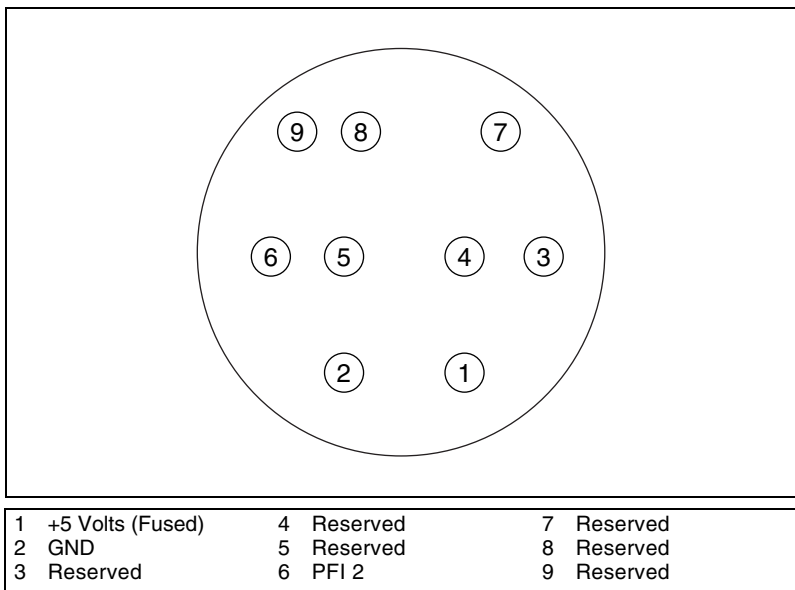 9 8 7
6 5 4 3
2 1
1 +5 Volts (Fused) 4 Reserved 7 Reserved
2 GND 5 Reserved 8 Reserved
3 Reserved 6 PFI 2 9 Reserved